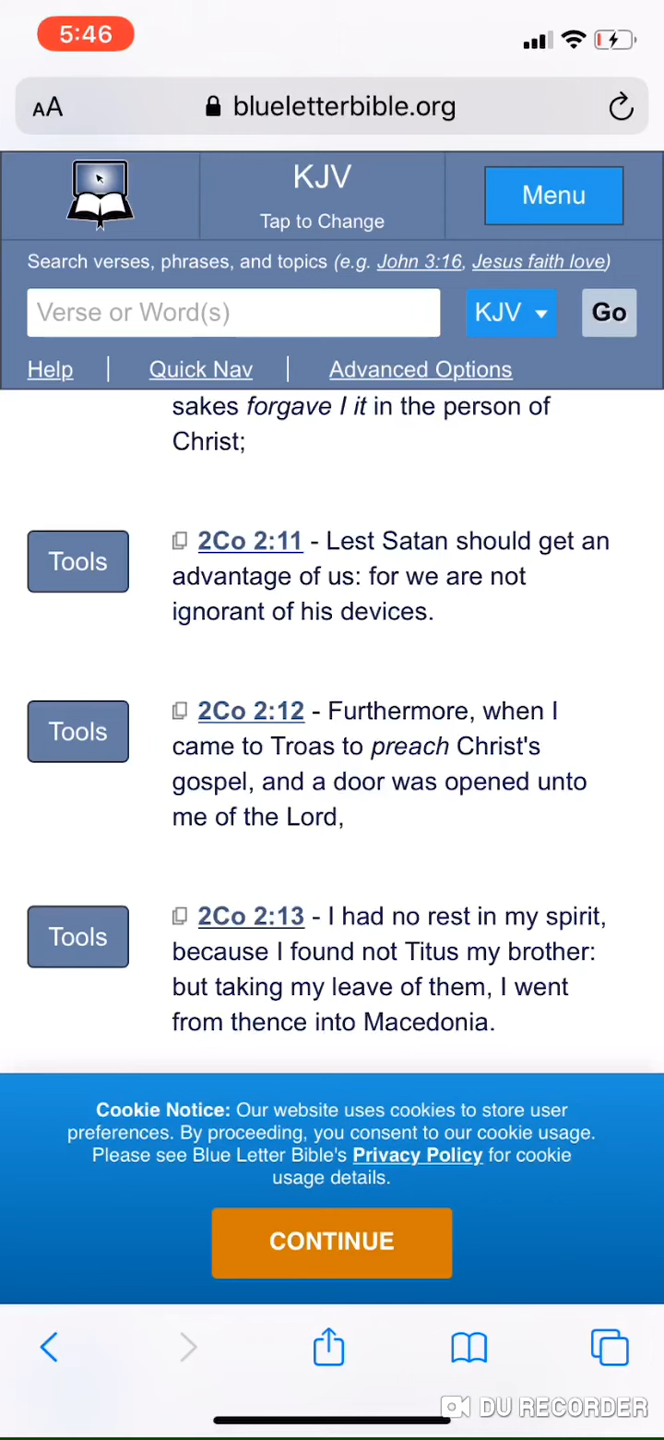 5:46
AA blueletterbible.org
KJV
Tap to Change
Menu
Search verses, phrases, and topics (e.g. John 3:16, Jesus faith love)
Verse or Word(s)
KJV
Go
Help | Quick Nav | Advanced Options
sakes forgave I it in the person of
Christ;
Tools
2Co 2:11 - Lest Satan should get an
advantage of us: for we are not
ignorant of his devices.
Tools
2Co 2:12 - Furthermore, when I
came to Troas to preach Christ's
gospel, and a door was opened unto
me of the Lord,
Tools
2Co 2:13 - I had no rest in my spirit,
because I found not Titus my brother:
but taking my leave of them, I went
from thence into Macedonia.
Cookie Notice: Our website uses cookies to store user
preferences. By proceeding, you consent to our cookie usage.
Please see Blue Letter Bible's Privacy Policy for cookie
usage details.
CONTINUE
DU RECORDER